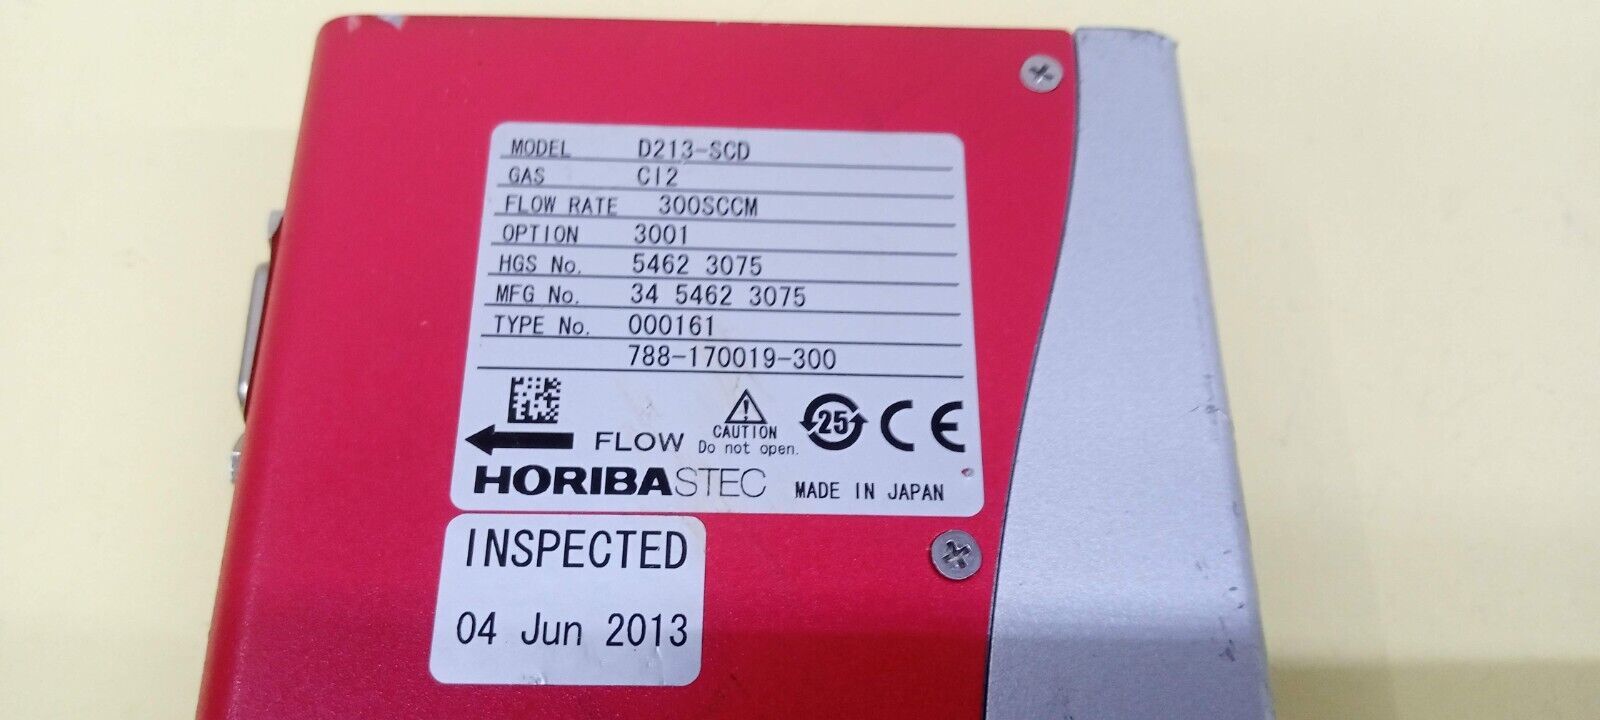 MODEL D213-SCD
GAS Cl2
FLOW RATE 300SCCM
OPTION 3001
HGS No. 5462 3075
MFG No. 34 5462 3075
TYPE No. 000161
788-170019-300
FLOW
CAUTION
Do not open.
25
CE
HORIBASTEC MADE IN JAPAN
INSPECTED
04 Jun 2013